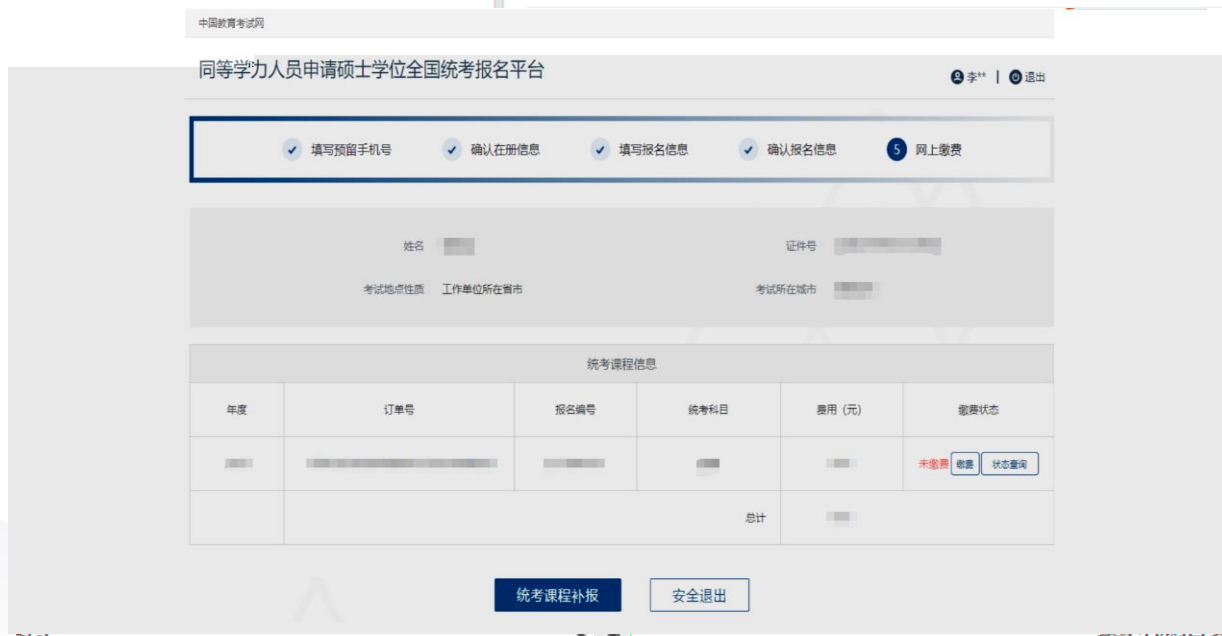 中国教育考试网
同等学力人员申请硕士学位全国统考报名平台
李** | 退出
填写预留手机号 确认在册信息 填写报名信息 确认报名信息 5 网上缴费
姓名 证件号
考试地点性质 工作单位所在省市 考试所在城市
统考课程信息
年度 订单号 报名编号 统考科目 费用（元） 缴费状态
未缴费 缴费 状态查询
总计
统考课程补报 安全退出